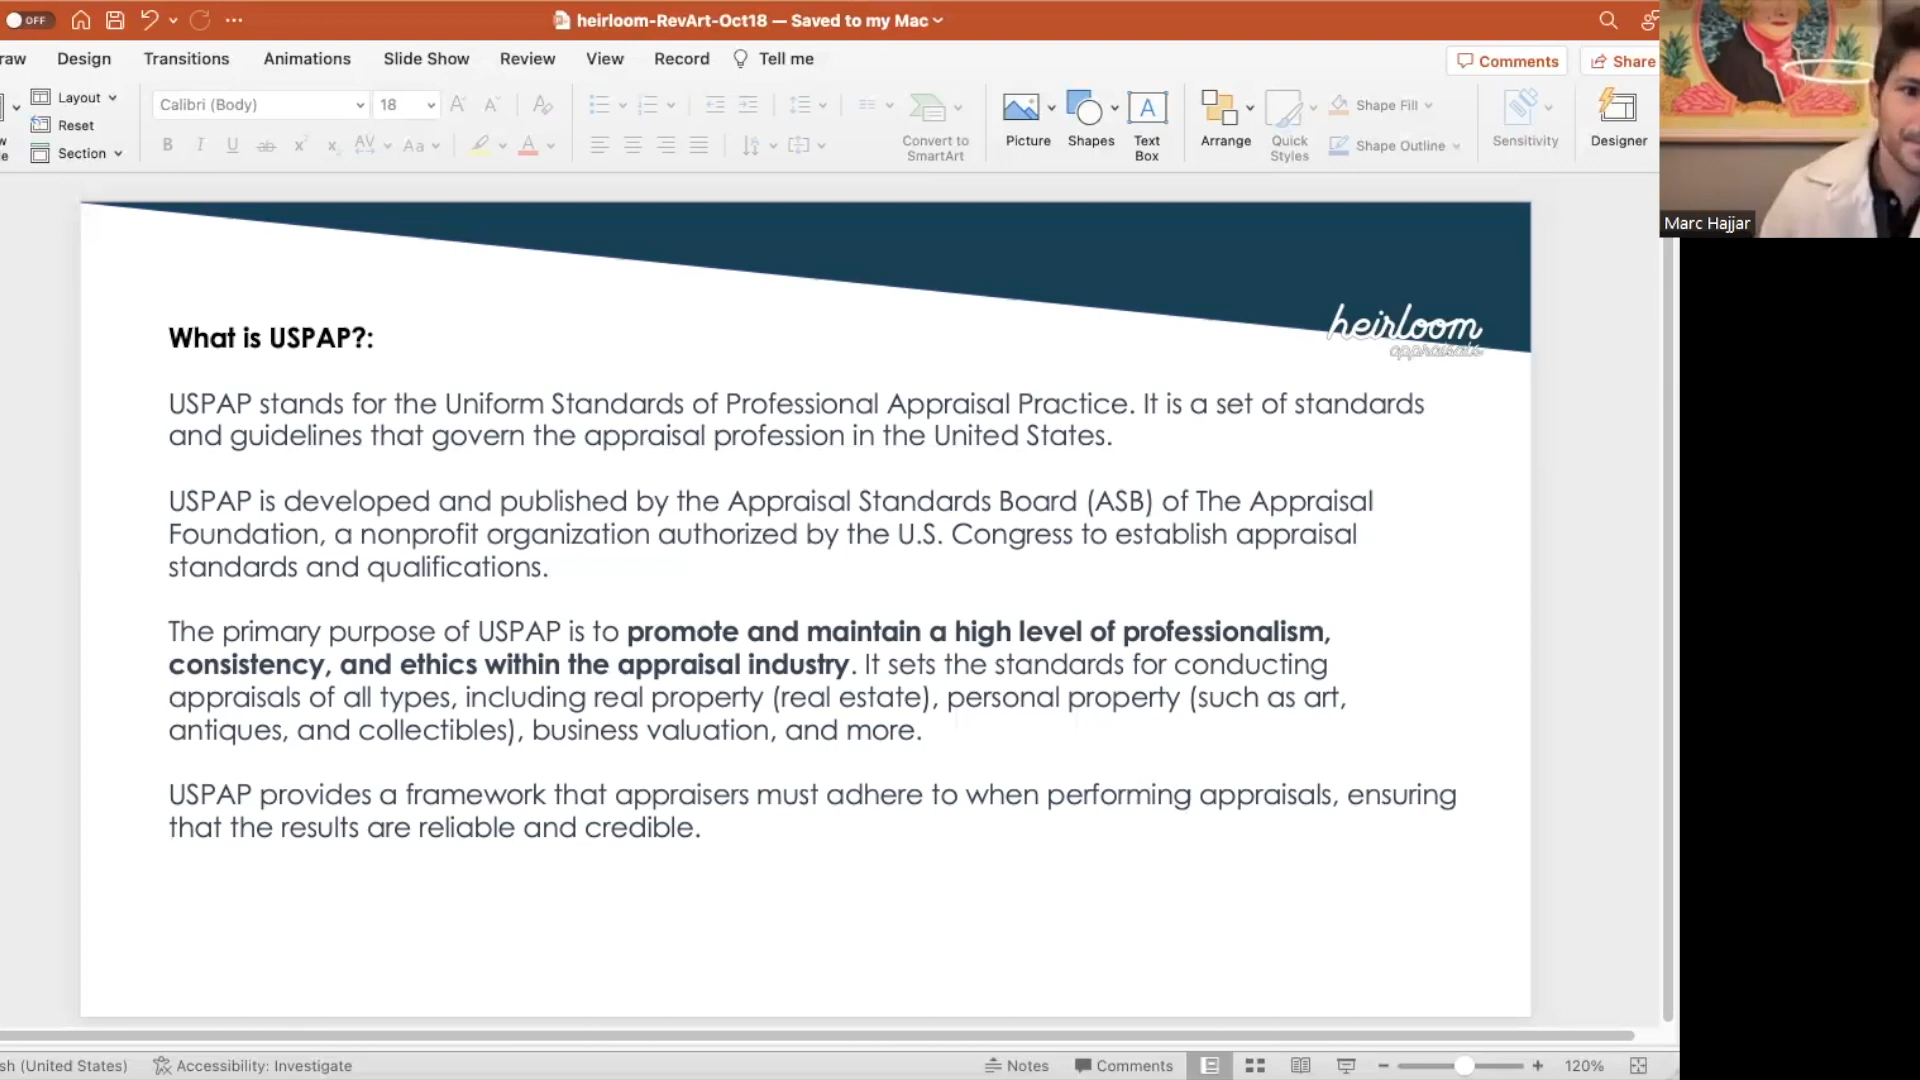 OFF
heirloom-RevArt-Oct18 — Saved to my Mac
raw Design Transitions Animations Slide Show Review View Record Tell me
Comments Share
Layout
Reset
Section
Calibri (Body) 18
Convert to
SmartArt
Picture
Shapes
Text
Box
Arrange
Quick
Styles
Shape Fill
Shape Outline
Sensitivity
Designer
Marc Hajjar
heirloom
appraisals
What is USPAP?:
USPAP stands for the Uniform Standards of Professional Appraisal Practice. It is a set of standards
and guidelines that govern the appraisal profession in the United States.
USPAP is developed and published by the Appraisal Standards Board (ASB) of The Appraisal
Foundation, a nonprofit organization authorized by the U.S. Congress to establish appraisal
standards and qualifications.
The primary purpose of USPAP is to promote and maintain a high level of professionalism,
consistency, and ethics within the appraisal industry. It sets the standards for conducting
appraisals of all types, including real property (real estate), personal property (such as art,
antiques, and collectibles), business valuation, and more.
USPAP provides a framework that appraisers must adhere to when performing appraisals, ensuring
that the results are reliable and credible.
sh (United States) Accessibility: Investigate Notes Comments 120%